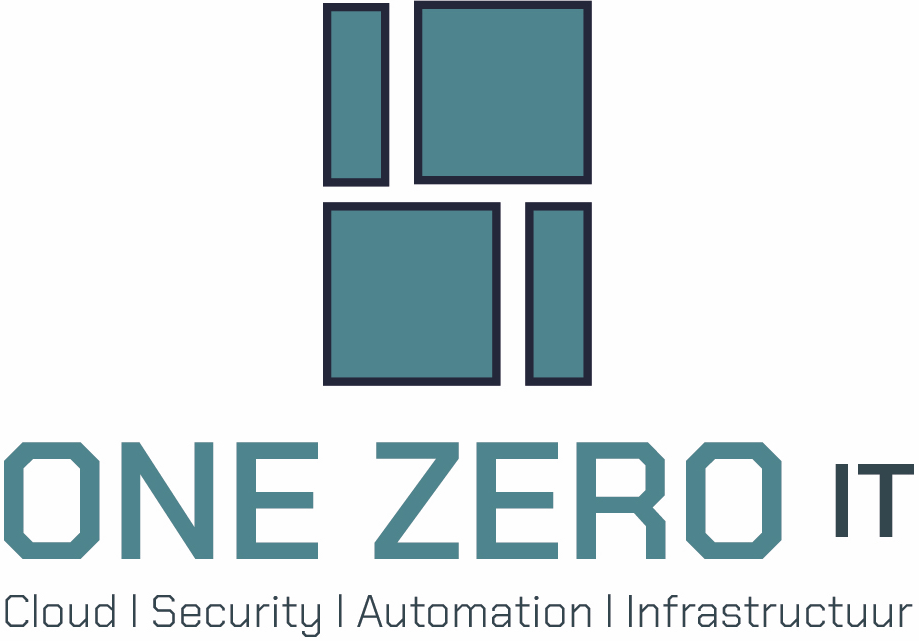 ONE ZERO IT
Cloud | Security | Automation | Infrastructuur